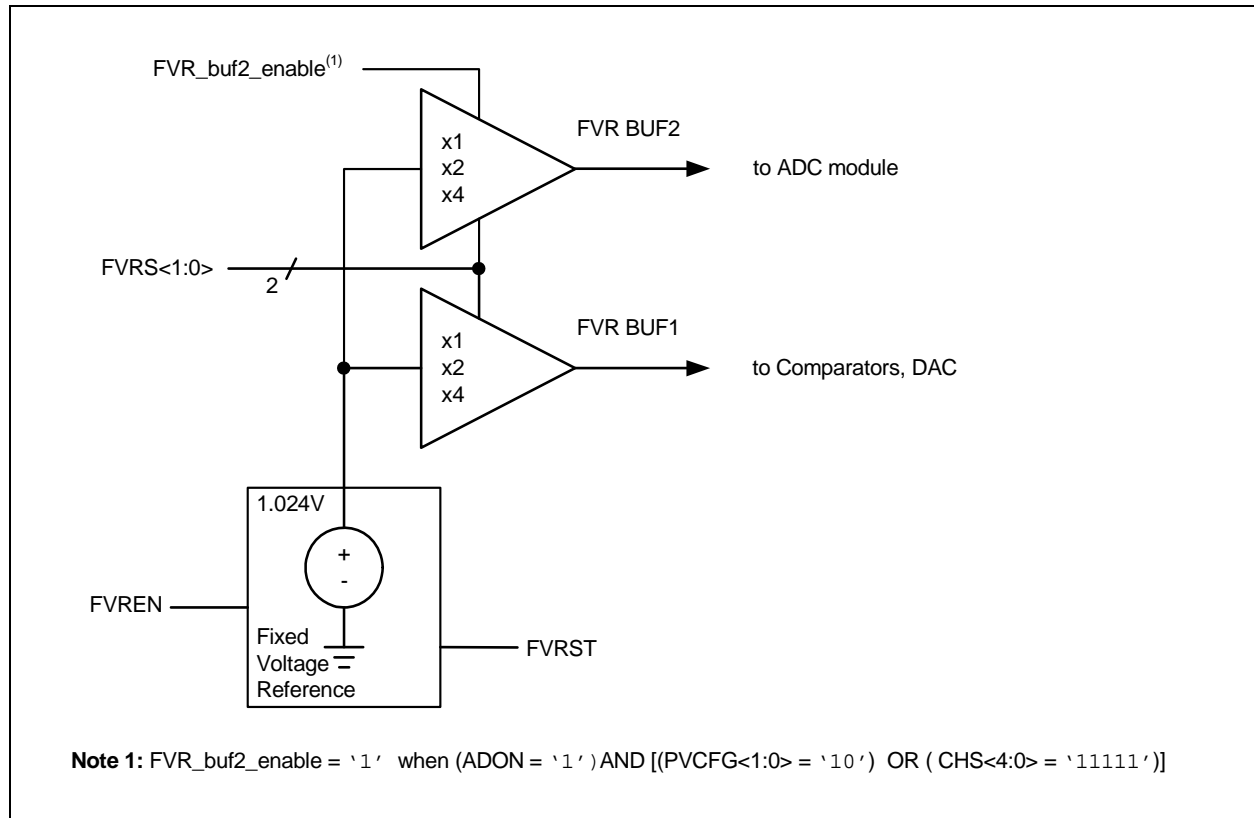 FVR_buf2_enable(1)
x1
x2
x4
FVR BUF2
to ADC module
FVRS<1:0>
2
x1
x2
x4
FVR BUF1
to Comparators, DAC
1.024V
+
-
FVREN
Fixed
Voltage
Reference
FVRST
Note 1: FVR_buf2_enable = ‘1’ when (ADON = ‘1’)AND [(PVCFG<1:0> = ‘10’) OR ( CHS<4:0> = ‘11111’)]